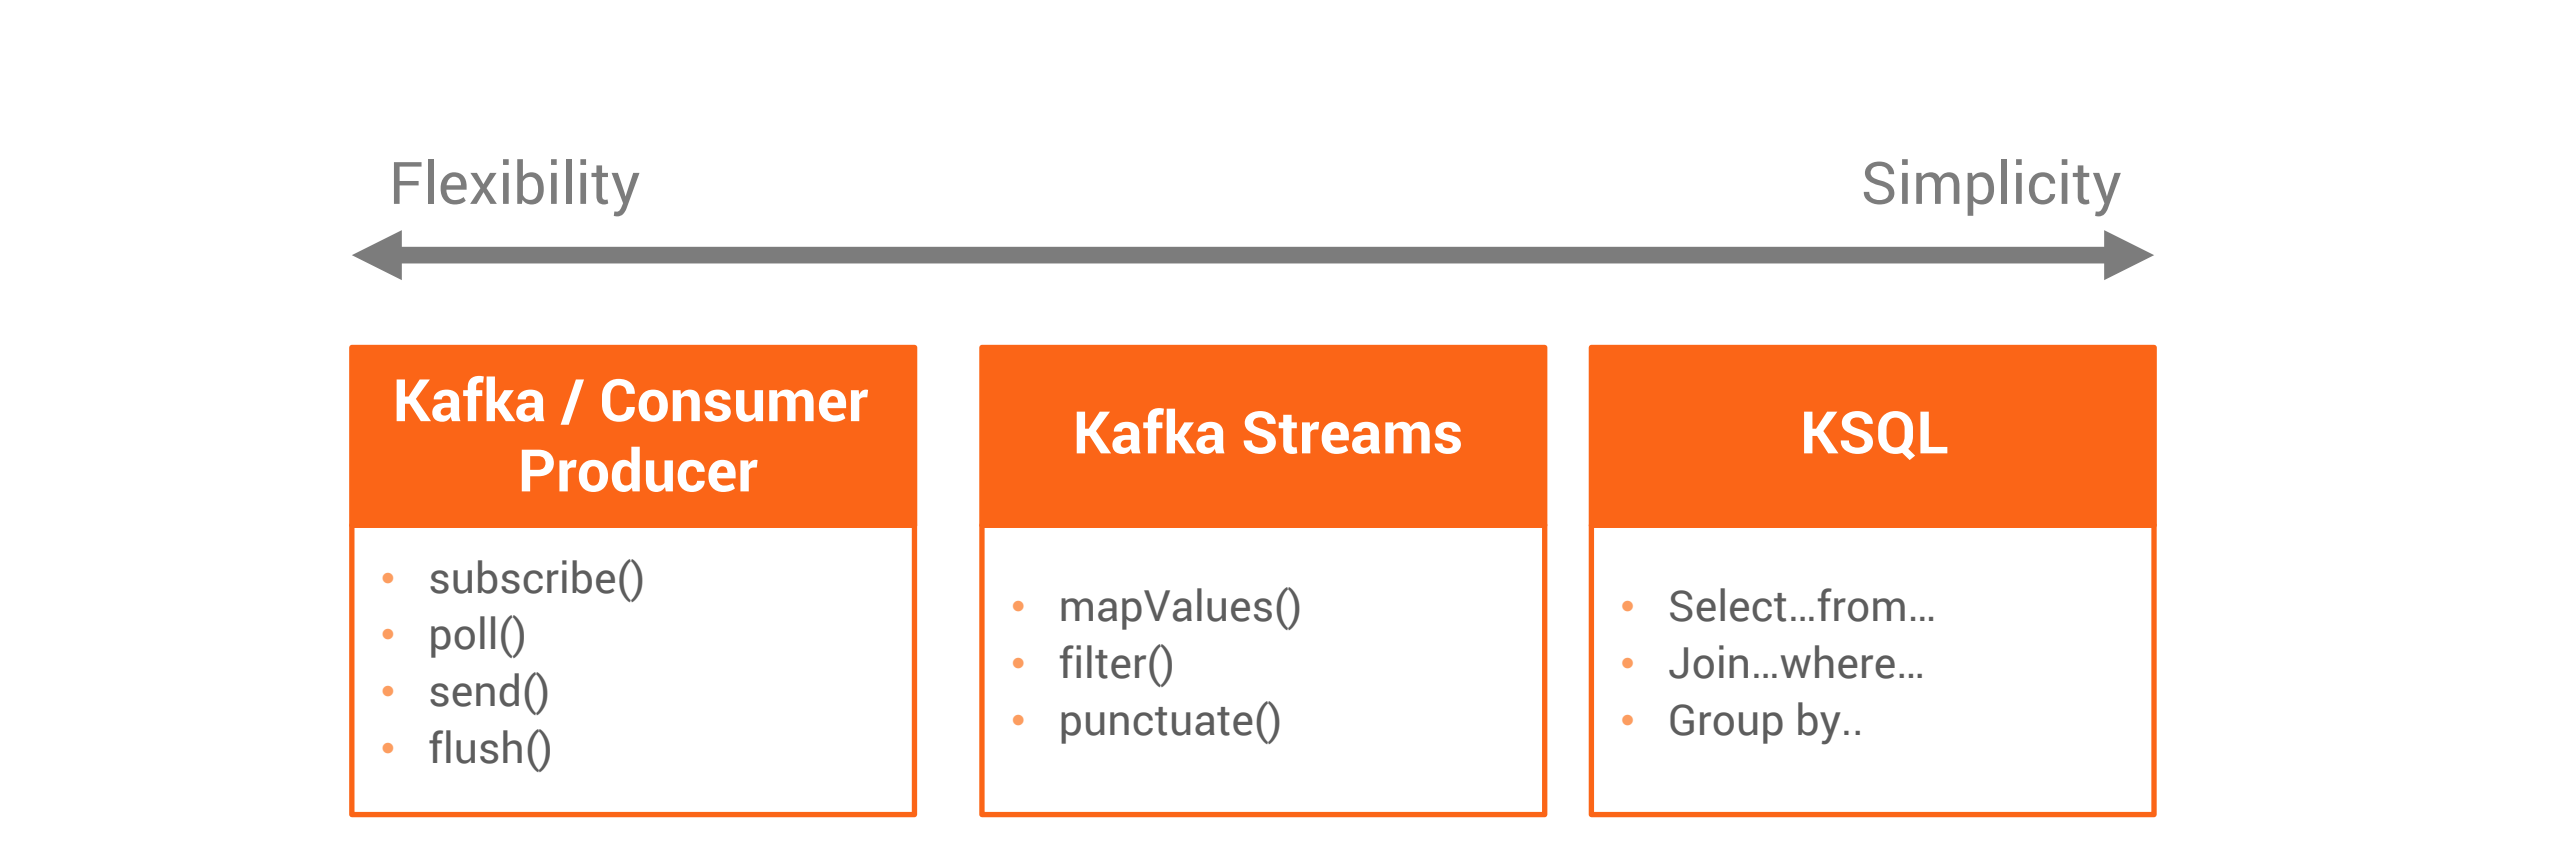 Flexibility
Simplicity
Kafka / Consumer
Producer
• subscribe()
• poll()
• send()
• flush()
Kafka Streams
• mapValues()
• filter()
• punctuate()
KSQL
• Select...from...
• Join...where...
• Group by..